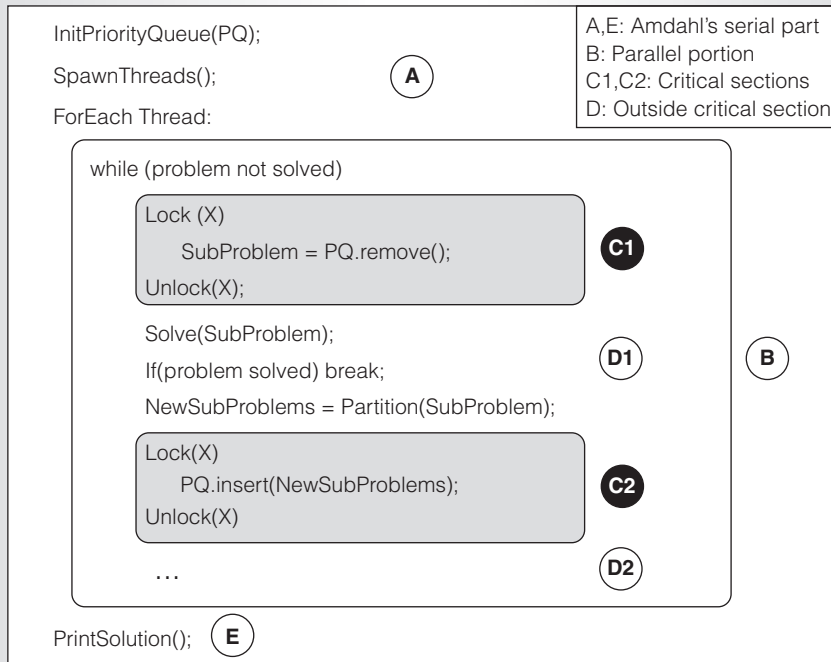 InitPriorityQueue(PQ);
SpawnThreads();
A
ForEach Thread:
A,E: Amdahl's serial part
B: Parallel portion
C1,C2: Critical sections
D: Outside critical section
while (problem not solved)
Lock (X)
SubProblem = PQ.remove();
Unlock(X);
C1
Solve(SubProblem);
If(problem solved) break;
NewSubProblems = Partition(SubProblem);
D1
B
Lock(X)
PQ.insert(NewSubProblems);
Unlock(X)
C2
...
D2
PrintSolution();
E